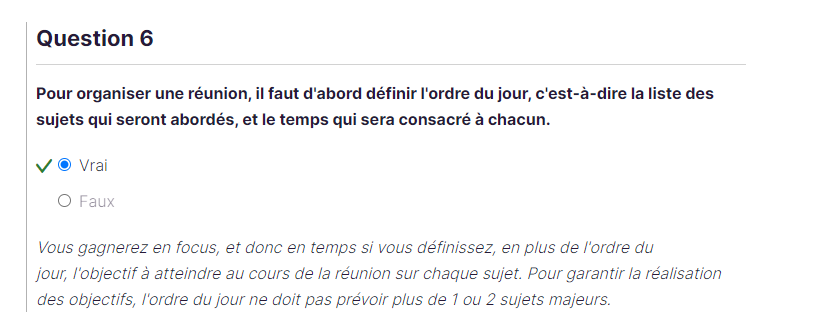 Question 6
Pour organiser une réunion, il faut d'abord définir l'ordre du jour, c'est-à-dire la liste des
sujets qui seront abordés, et le temps qui sera consacré à chacun.
Vrai
Faux
Vous gagnerez en focus, et donc en temps si vous définissez, en plus de l'ordre du
jour, l'objectif à atteindre au cours de la réunion sur chaque sujet. Pour garantir la réalisation
des objectifs, l'ordre du jour ne doit pas prévoir plus de 1 ou 2 sujets majeurs.